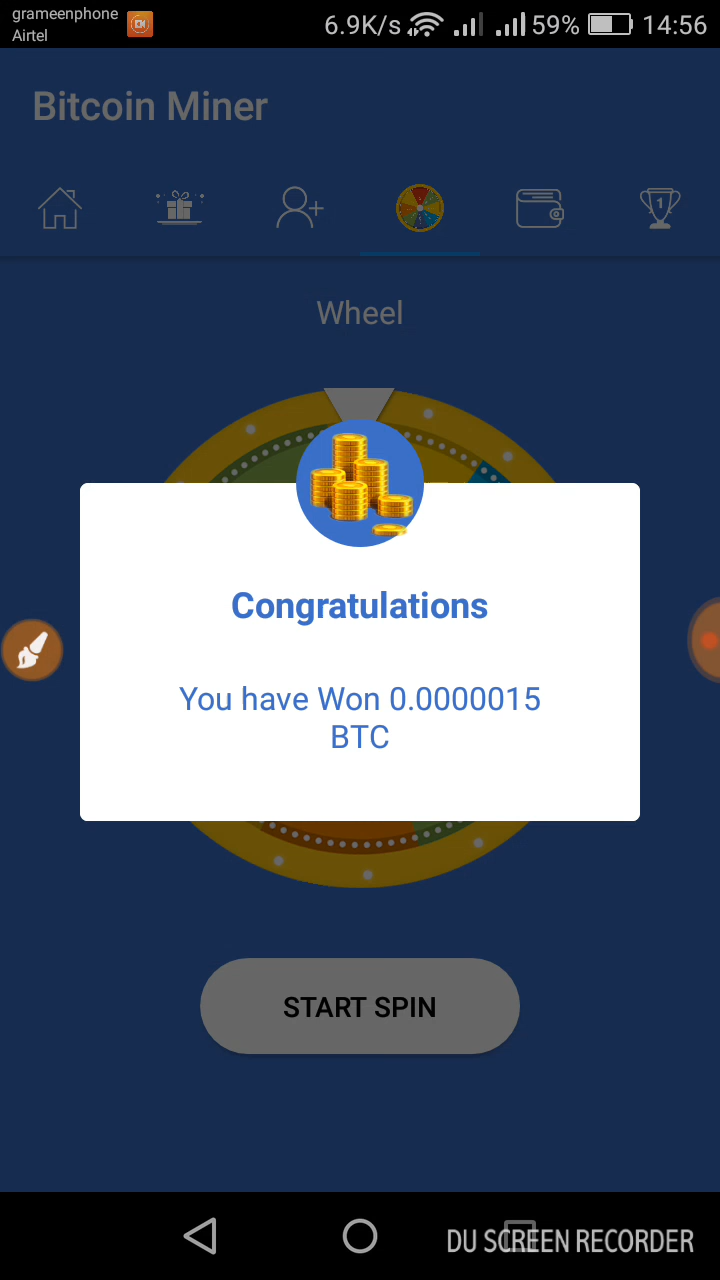 grameenphone
Airtel
6.9K/s 59% 14:56
Bitcoin Miner
1
Wheel
Congratulations
You have Won 0.0000015
BTC
START SPIN
DU SCREEN RECORDER